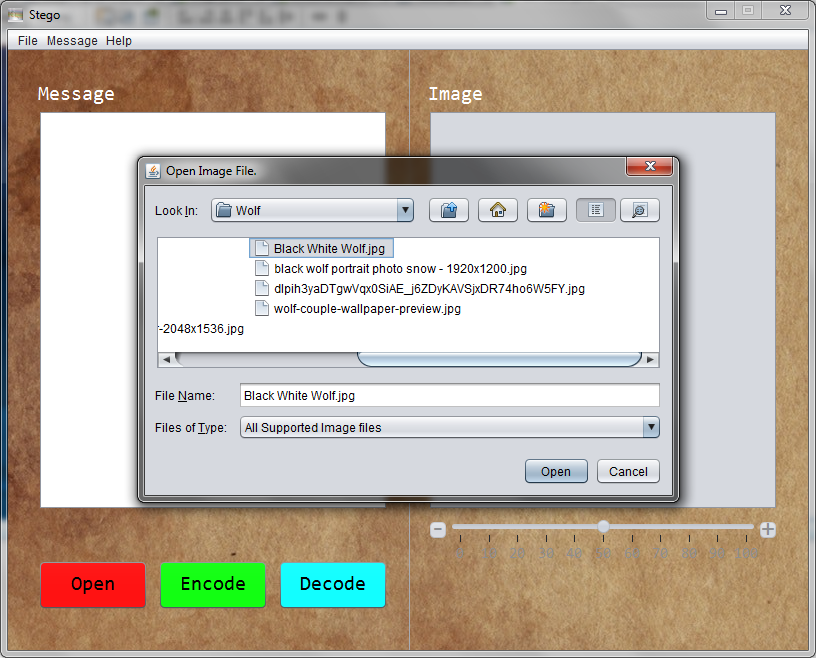 Stego
File Message Help
Message
Image
Open Image File.
Look In: Wolf
Black White Wolf.jpg
black wolf portrait photo snow - 1920x1200.jpg
dlpih3yaDTgwVqx0SiAE_j6ZDyKAVSjxDR74ho6W5FY.jpg
wolf-couple-wallpaper-preview.jpg
-2048x1536.jpg
File Name: Black White Wolf.jpg
Files of Type: All Supported Image files
Open Cancel
0 10 20 30 40 50 60 70 80 90 100
Open Encode Decode